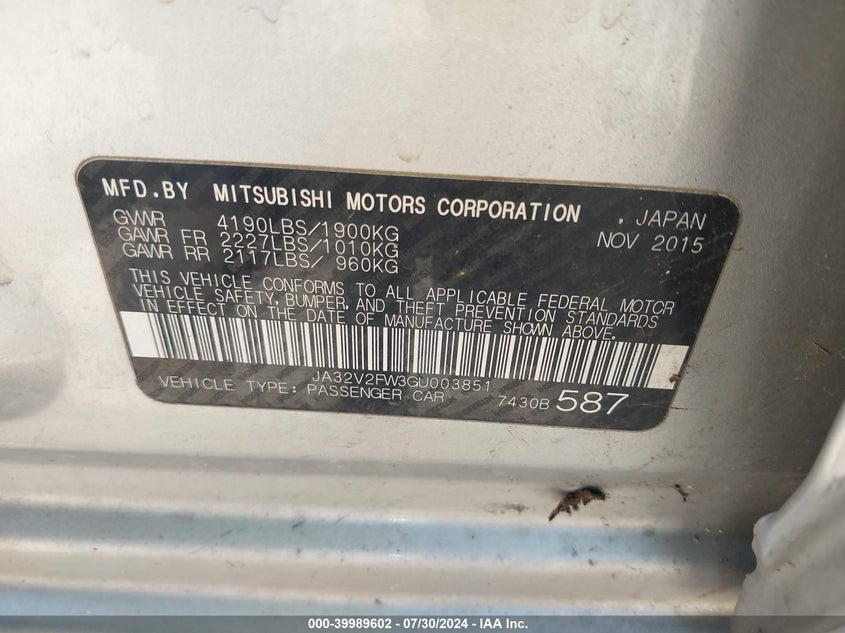 MFD.BY MITSUBISHI MOTORS CORPORATION . JAPAN
GVWR 4190LBS/1900KG NOV 2015
GAWR FR 2227LBS/1010KG
GAWR RR 2117LBS/ 960KG
THIS VEHICLE CONFORMS TO ALL APPLICABLE FEDERAL MOTOR
VEHICLE SAFETY, BUMPER, AND THEFT PREVENTION STANDARDS
IN EFFECT ON THE DATE OF MANUFACTURE SHOWN ABOVE.
JA32V2FW3GU003851
VEHICLE TYPE: PASSENGER CAR 7430B 587
000-39989602 - 07/30/2024 - IAA Inc.